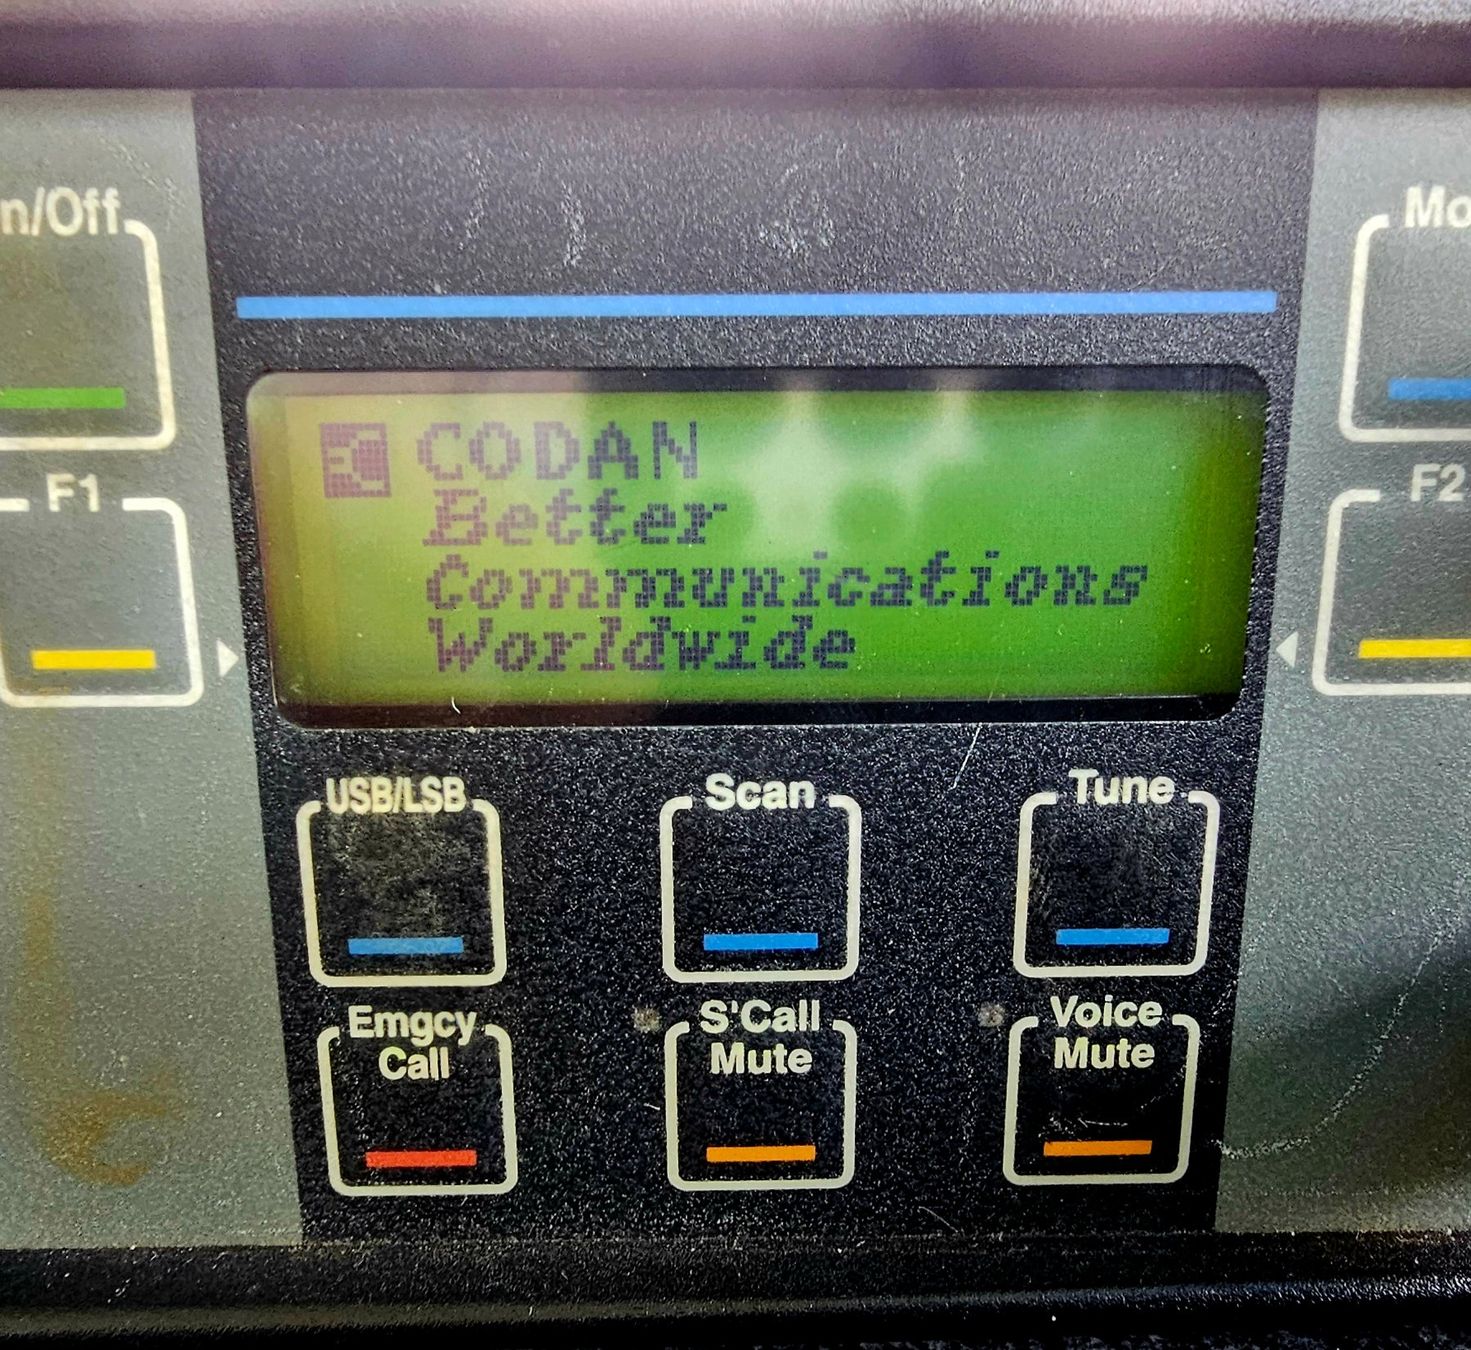 n/Off
Mo
CODAN
Better
Communications
Worldwide
F1
F2
USB/LSB
Scan
Tune
Emgcy
Call
S'Call
Mute
Voice
Mute